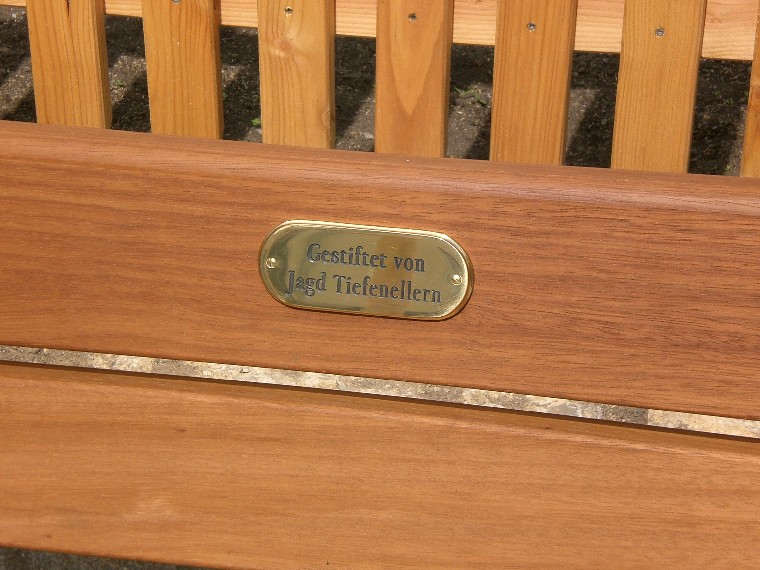 Gestiftet von
Jagd Tiefenellern